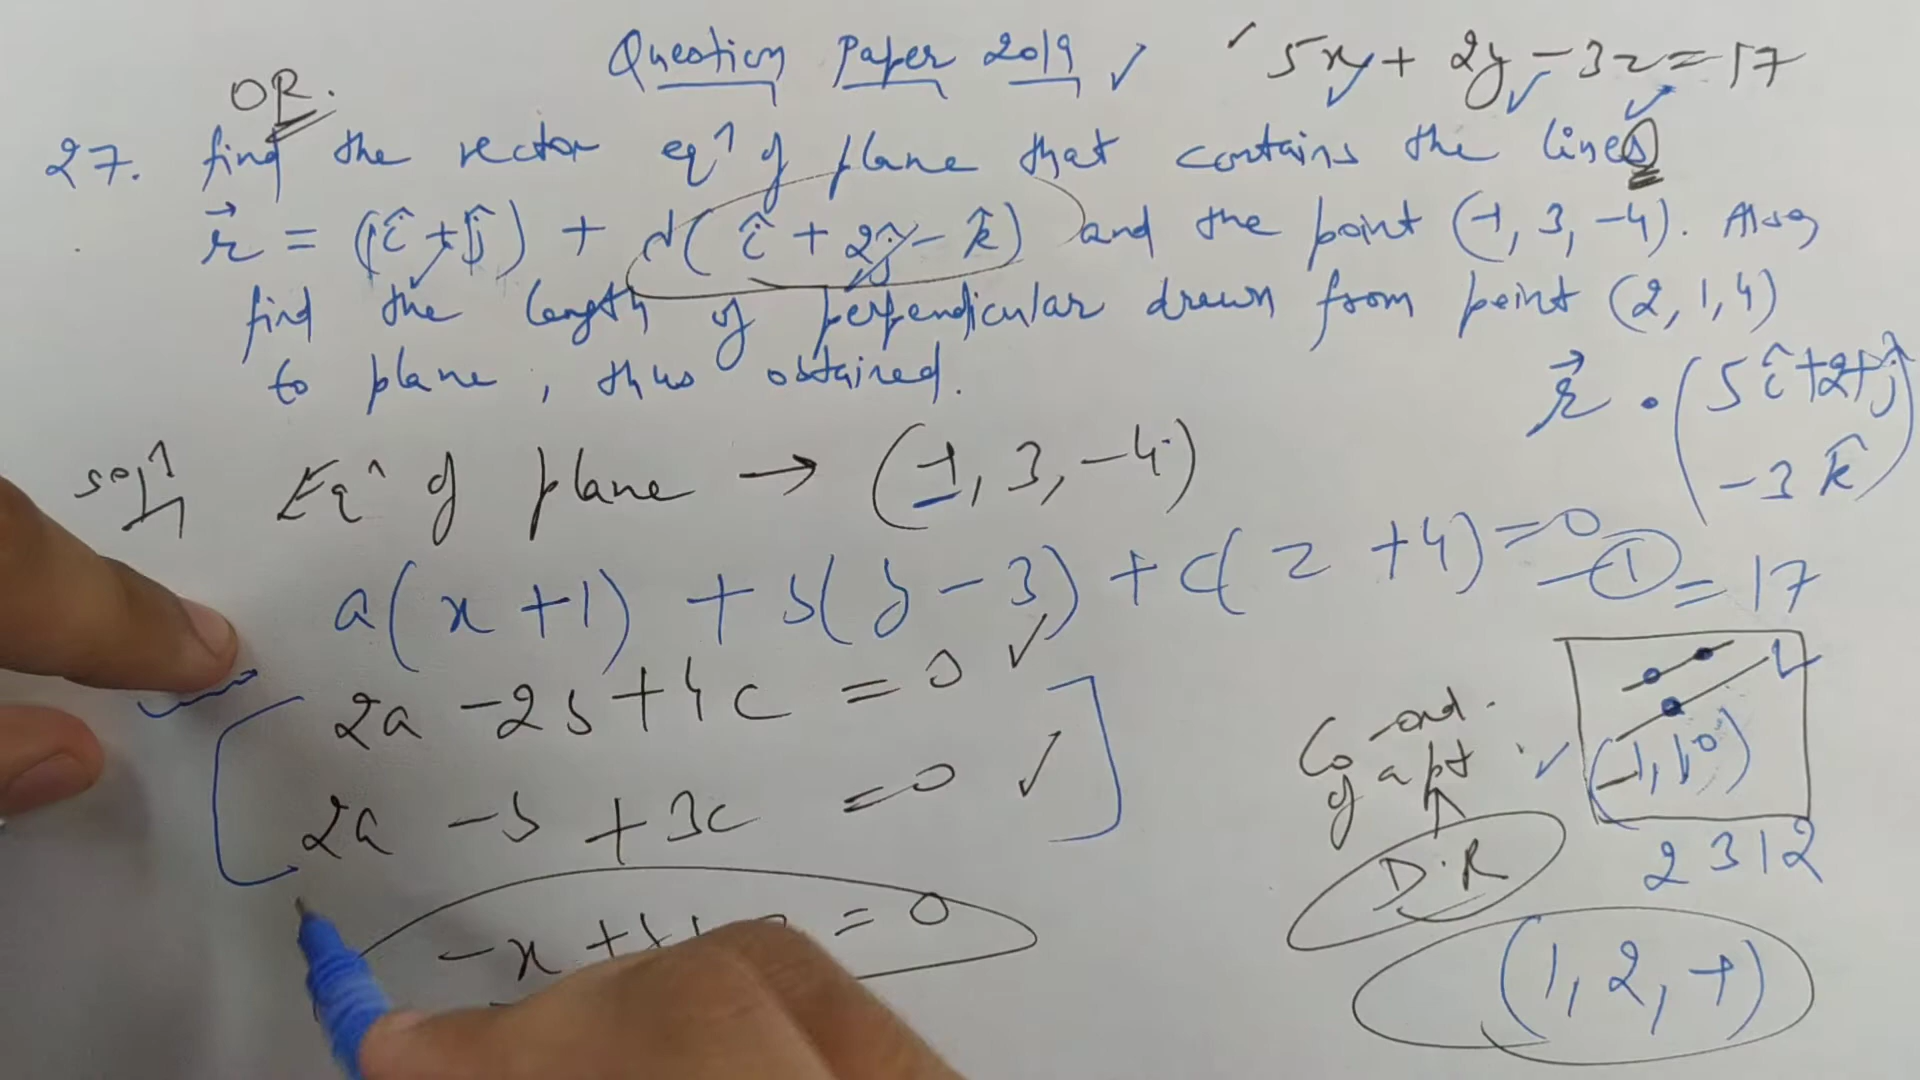 Question Paper 2019
5x + 2y - 3z = 17
OR.
27. find the vector eqⁿ of plane that contains the lines
r⃗ = (î + ĵ) + λ(î + 2ĵ - k̂) and the point (-1, 3, -4). Also
find the length of perpendicular drawn from point (2, 1, 4)
to plane, thus obtained.
r⃗ . (5î + 2ĵ
- 3k̂)
= 17
Solⁿ Eqⁿ of plane → (-1, 3, -4)
a(x+1) + b(y-3) + c(z+4) = 0 —①
2a - 2b + 4c = 0
2a - b + 3c = 0
= 0
Co-ord.
of a pt
D.R
2 3 1 2
(1, 2, -1)